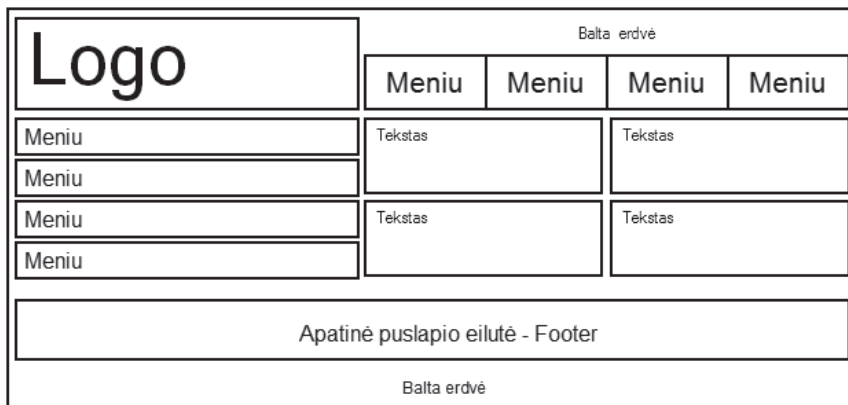 Logo
Balta erdvė
Meniu Meniu Meniu Meniu
Meniu
Meniu
Meniu
Meniu
Tekstas Tekstas
Tekstas Tekstas
Apatinė puslapio eilutė - Footer
Balta erdvė